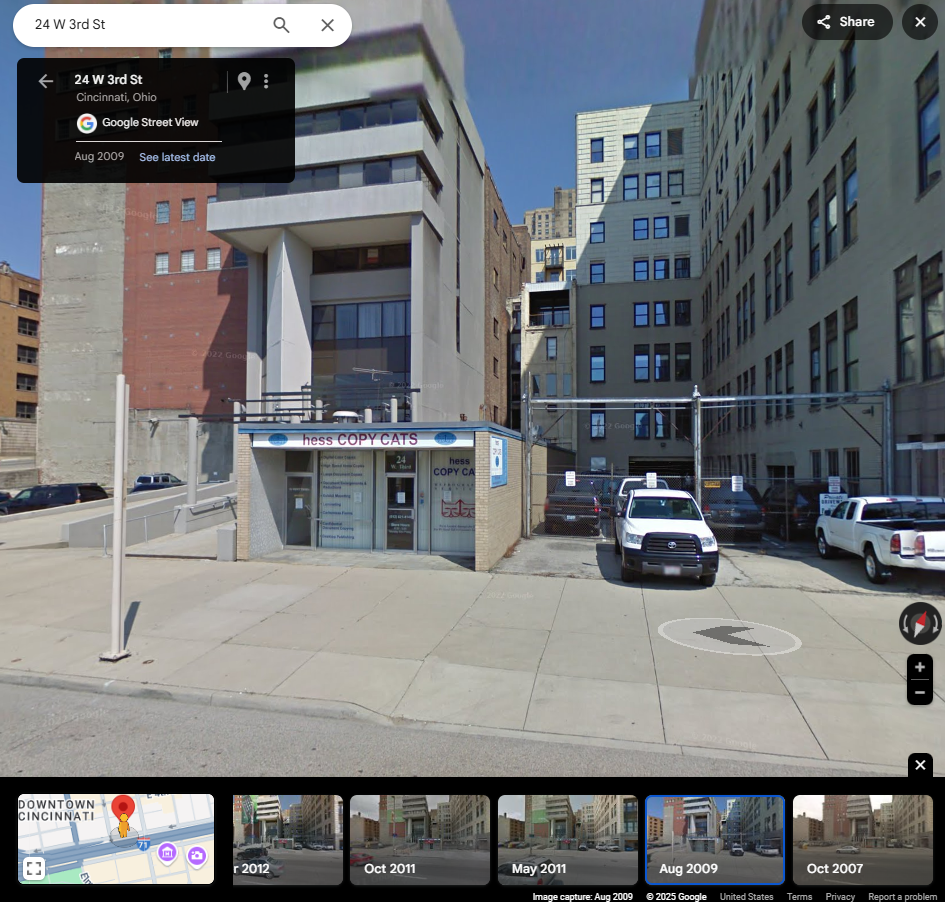 24 W 3rd St
Share
24 W 3rd St
Cincinnati, Ohio
Google Street View
Aug 2009 See latest date
hess COPY CATS
24
W. Third
hess
COPY CA
DOWNTOWN
CINCINNATI
E 4th
71
r 2012
Oct 2011
May 2011
Aug 2009
Oct 2007
Image capture: Aug 2009 © 2025 Google United States Terms Privacy Report a problem